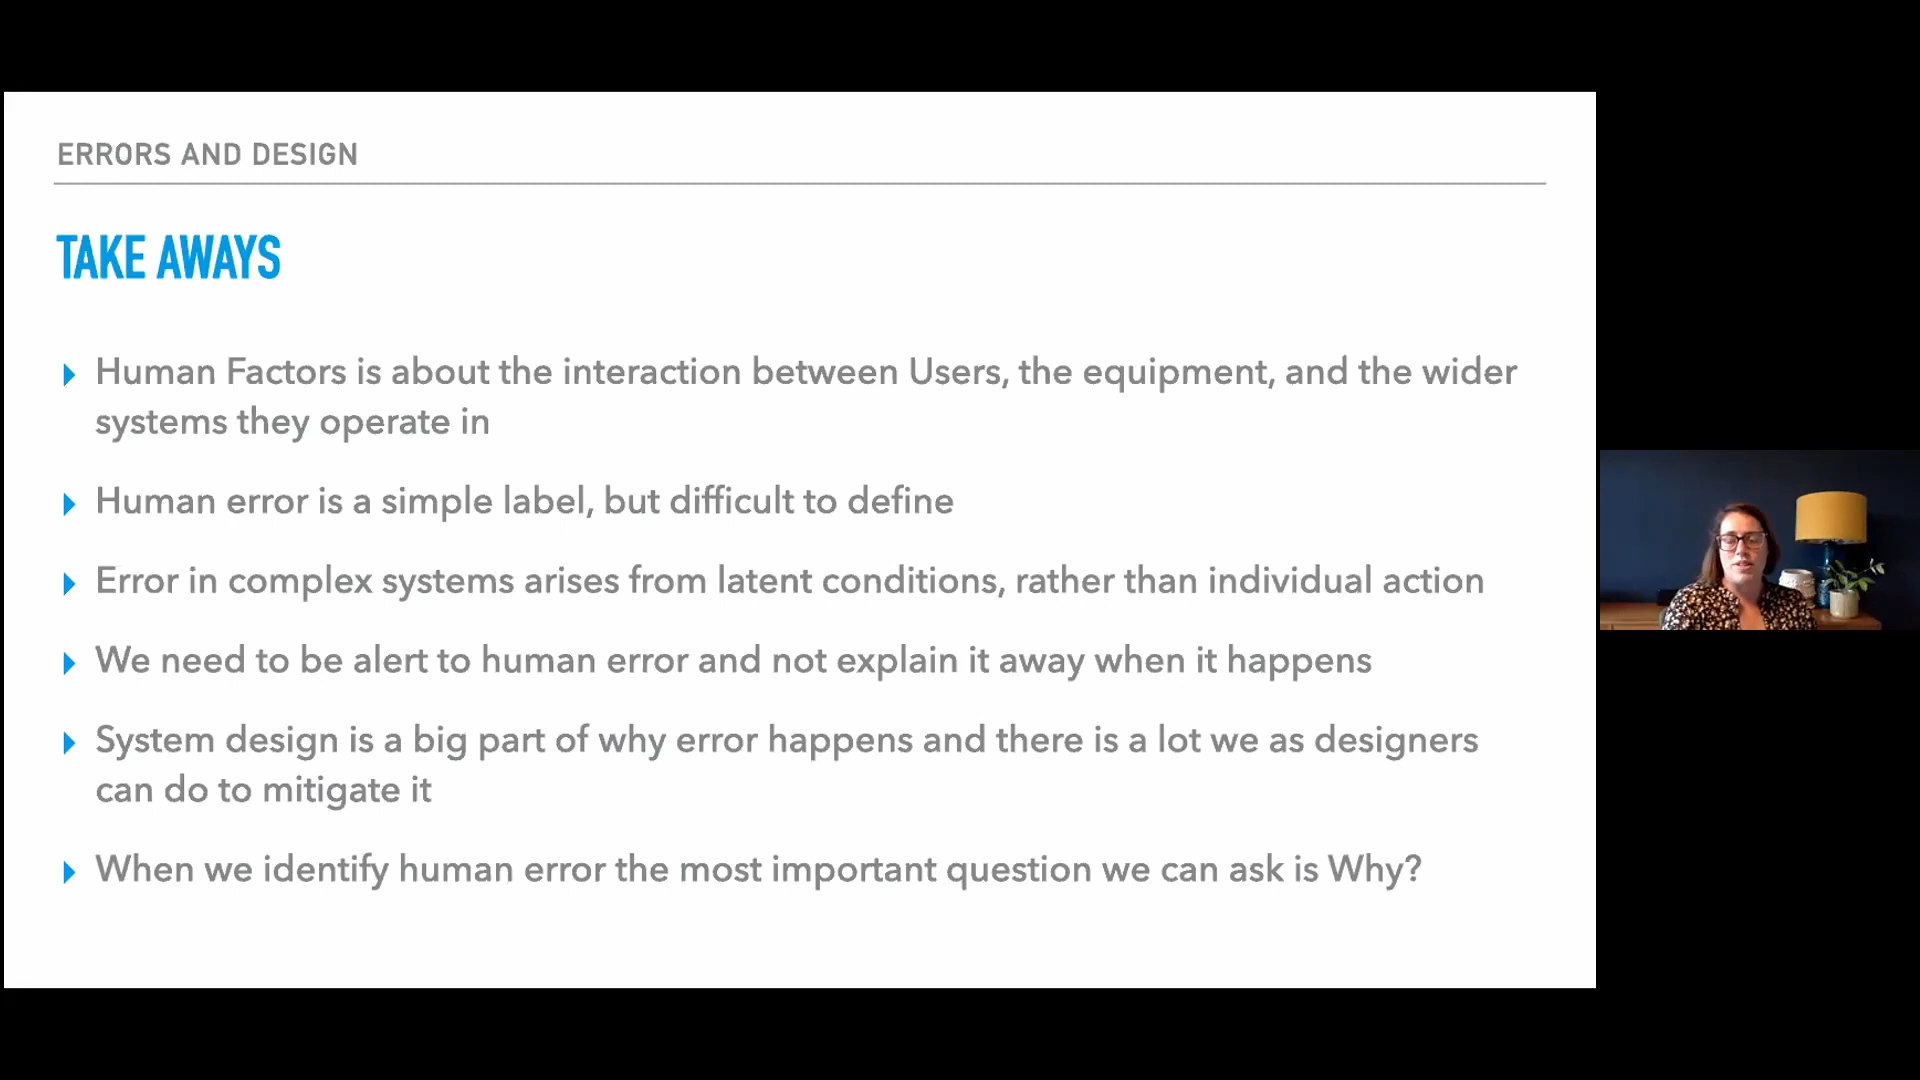 ERRORS AND DESIGN
TAKE AWAYS
Human Factors is about the interaction between Users, the equipment, and the wider
systems they operate in
Human error is a simple label, but difficult to define
Error in complex systems arises from latent conditions, rather than individual action
We need to be alert to human error and not explain it away when it happens
System design is a big part of why error happens and there is a lot we as designers
can do to mitigate it
When we identify human error the most important question we can ask is Why?